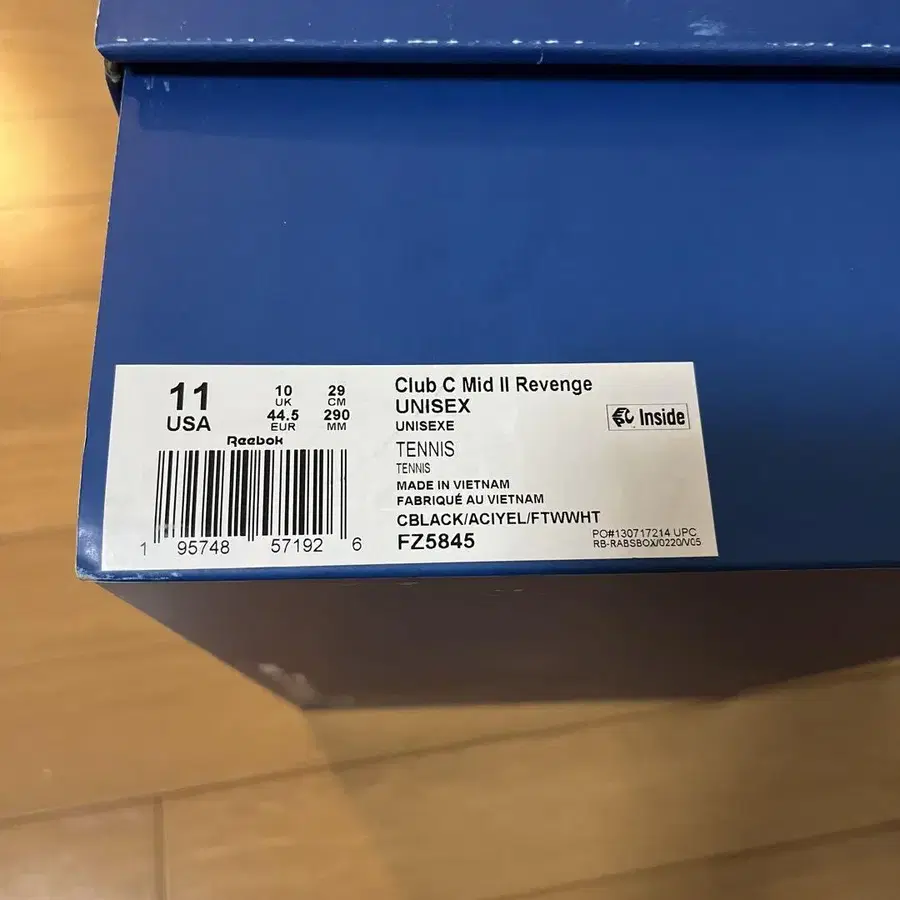 11
USA
10
UK
44.5
EUR
29
CM
290
MM
Reebok
1 95748 57192 6
Club C Mid II Revenge
UNISEX
UNISEXE
TENNIS
TENNIS
MADE IN VIETNAM
FABRIQUÉ AU VIETNAM
CBLACK/ACIYEL/FTWWHT
FZ5845
Inside
PO#130717214 UPC
RB-RABSBOX/0220/V05